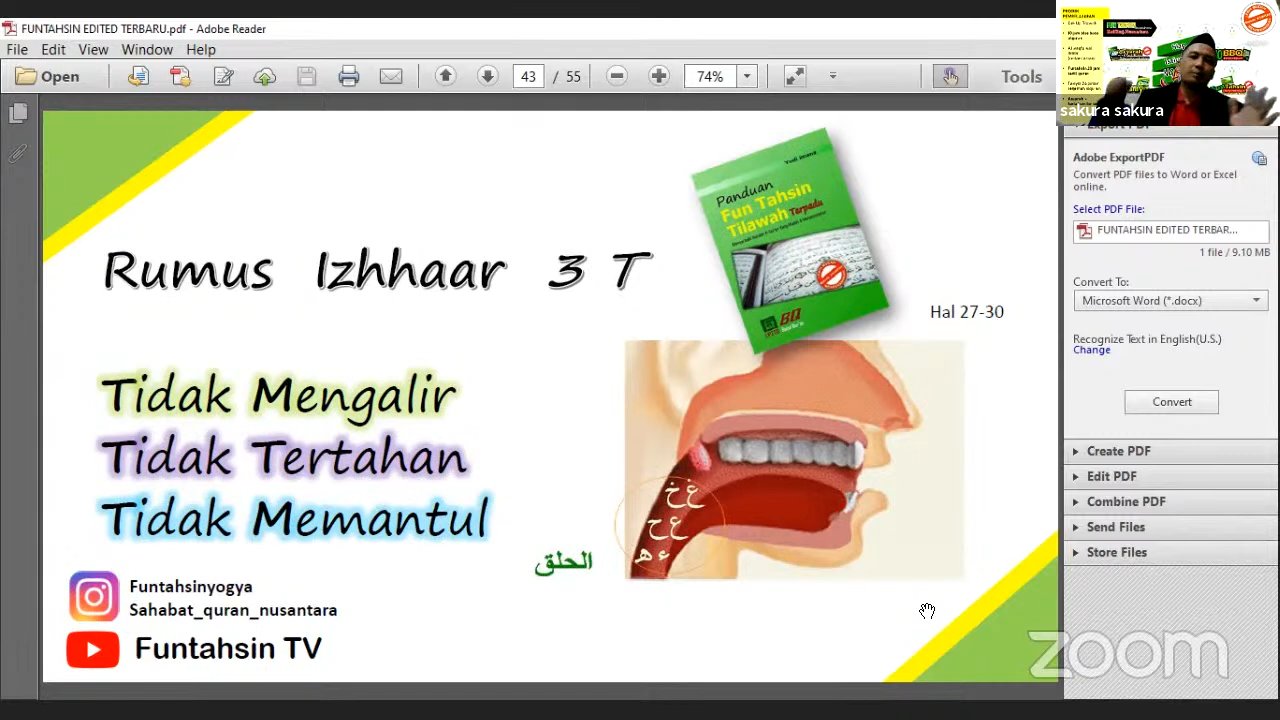 FUNTAHSIN EDITED TERBARU.pdf - Adobe Reader
File Edit View Window Help
Open 43 / 55 74% Tools
sakura sakura
Adobe ExportPDF
Convert PDF files to Word or Excel
online.
Select PDF File:
FUNTAHSIN EDITED TERBAR...
1 file / 9.10 MB
Convert To:
Microsoft Word (*.docx)
Recognize Text in English(U.S.)
Change
Convert
Create PDF
Edit PDF
Combine PDF
Send Files
Store Files
Panduan
Fun Tahsin
Tilawah Terpadu
BQ
Rumus Izhhaar 3 T
Hal 27-30
Tidak Mengalir
Tidak Tertahan
Tidak Memantul
غ خ
ع ح
ء ه
الحلق
Funtahsinyogya
Sahabat_quran_nusantara
Funtahsin TV
zoom